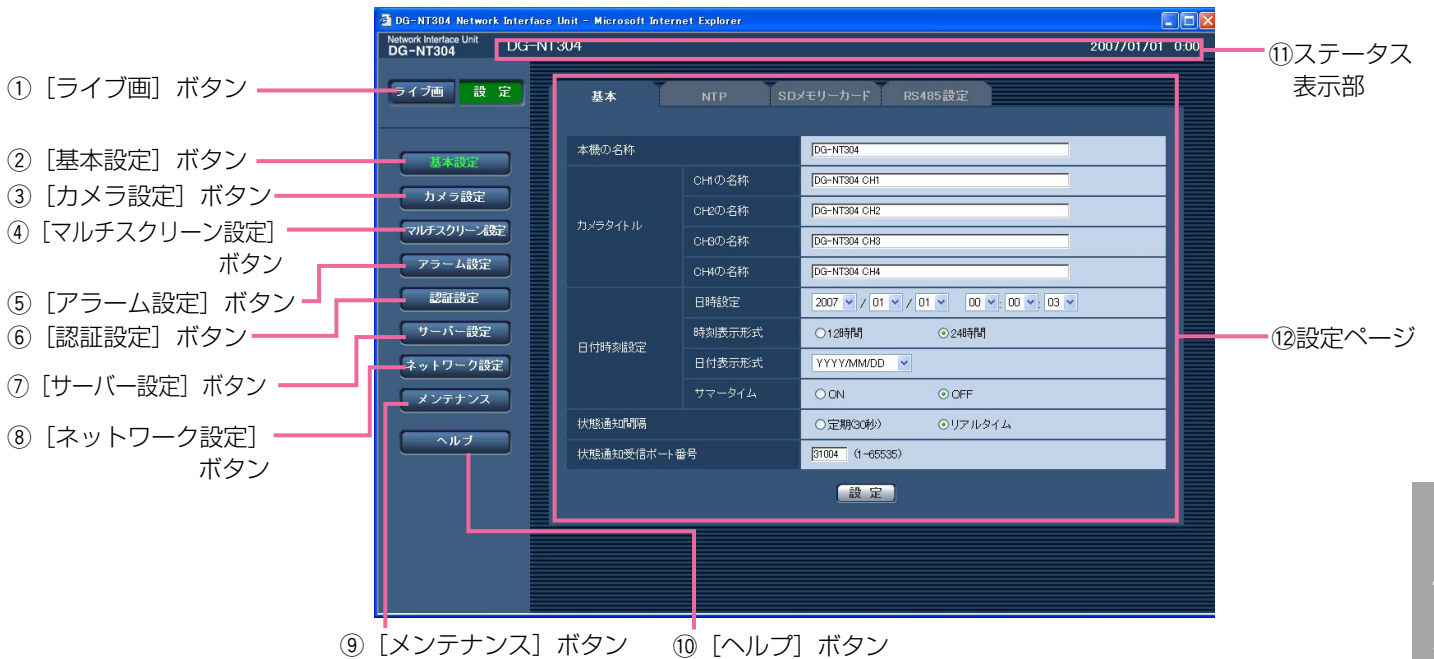 DG-NT304 Network Interface Unit - Microsoft Internet Explorer
Network Interface Unit
DG-NT304
DG-NT304
2007/01/01 0:00
⑪ステータス
表示部
①［ライブ画］ボタン
ライブ画
設 定
基本
NTP
SDメモリーカード
RS485設定
②［基本設定］ボタン
基本設定
本機の名称
DG-NT304
③［カメラ設定］ボタン
カメラ設定
カメラタイトル
CH1の名称
DG-NT304 CH1
CH2の名称
DG-NT304 CH2
④［マルチスクリーン設定］
ボタン
マルチスクリーン設定
CH3の名称
DG-NT304 CH3
CH4の名称
DG-NT304 CH4
⑤［アラーム設定］ボタン
アラーム設定
⑥［認証設定］ボタン
認証設定
日付時刻設定
日時設定
2007 / 01 / 01 00 : 00 : 03
時刻表示形式
12時間
24時間
⑫設定ページ
サーバー設定
日付表示形式
YYYY/MM/DD
⑦［サーバー設定］ボタン
ネットワーク設定
サマータイム
ON
OFF
⑧［ネットワーク設定］
ボタン
メンテナンス
状態通知間隔
定期(30秒)
リアルタイム
ヘルプ
状態通知受信ポート番号
31004 (1-65535)
設 定
⑨［メンテナンス］ボタン
⑩［ヘルプ］ボタン